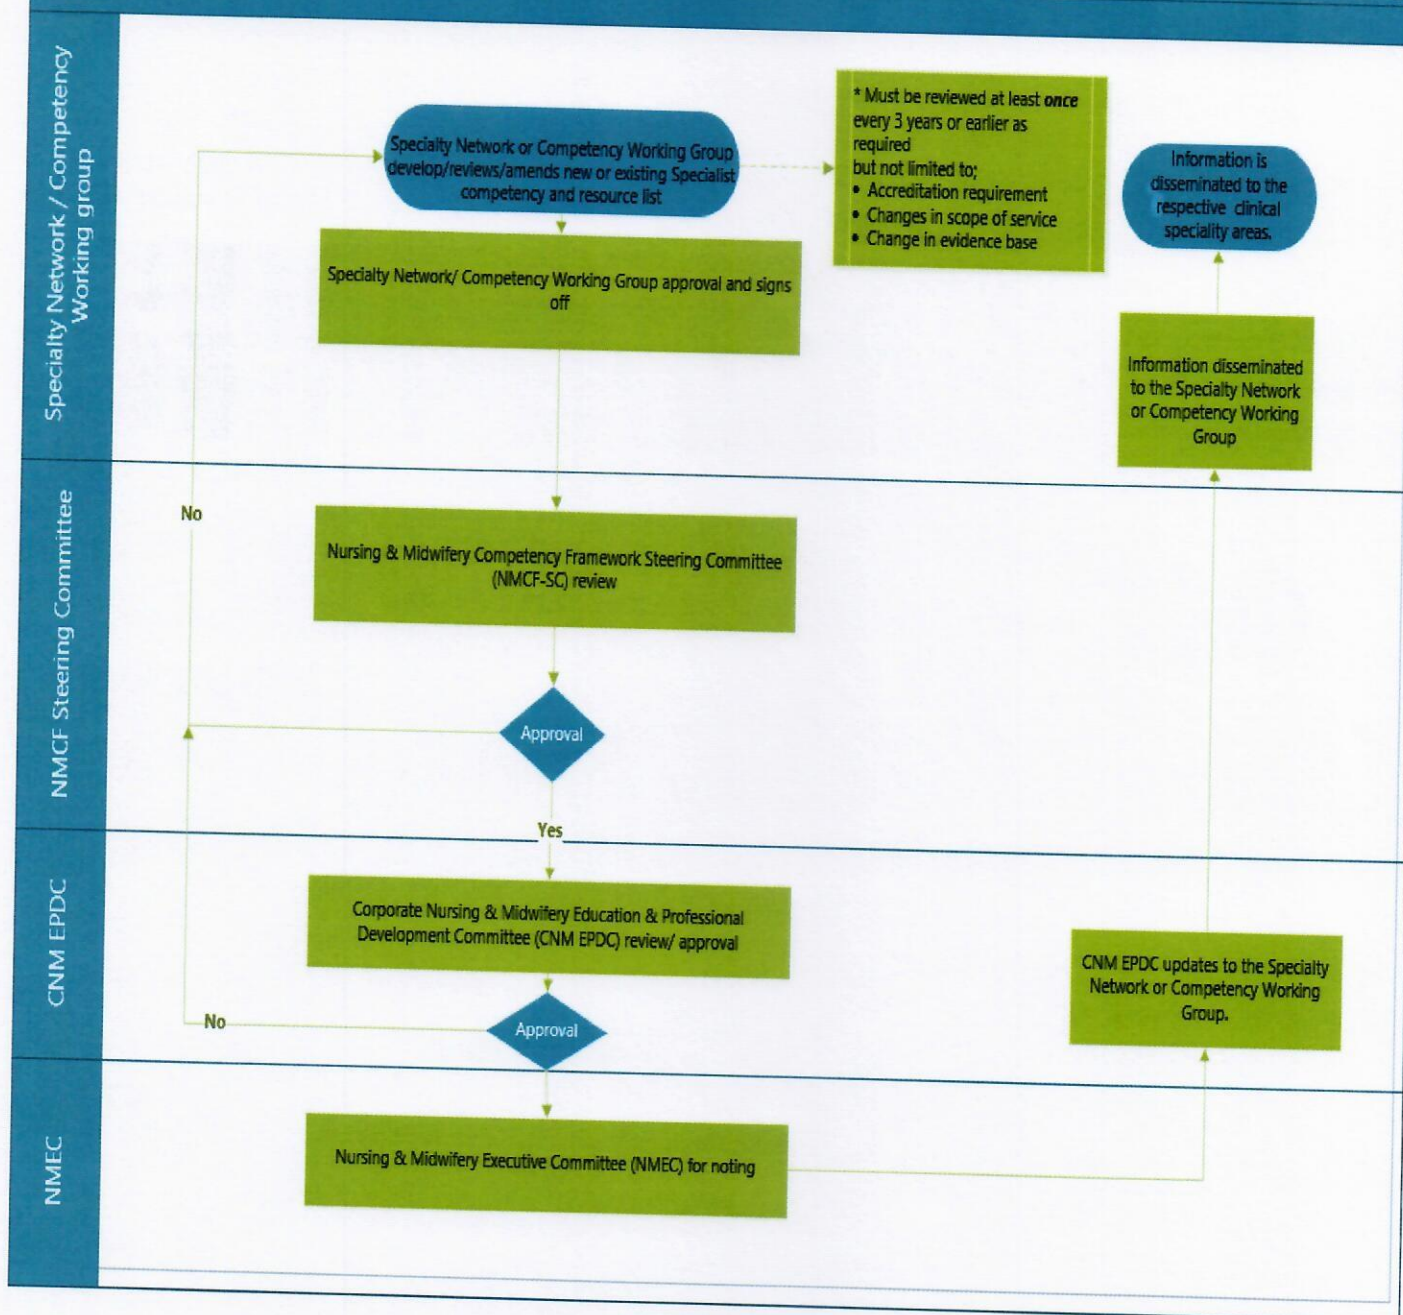 Specialty Network / Competency
Working group
Specialty Network or Competency Working Group
develop/reviews/amends new or existing Specialist
competency and resource list
* Must be reviewed at least once
every 3 years or earlier as
required
but not limited to;
• Accreditation requirement
• Changes in scope of service
• Change in evidence base
Information is
disseminated to the
respective clinical
speciality areas.
Specialty Network/ Competency Working Group approval and signs
off
Information disseminated
to the Specialty Network
or Competency Working
Group
NMCF Steering Committee
No
Nursing & Midwifery Competency Framework Steering Committee
(NMCF-SC) review
Approval
Yes
CNM EPDC
Corporate Nursing & Midwifery Education & Professional
Development Committee (CNM EPDC) review/ approval
CNM EPDC updates to the Specialty
Network or Competency Working
Group.
No
Approval
NMEC
Nursing & Midwifery Executive Committee (NMEC) for noting